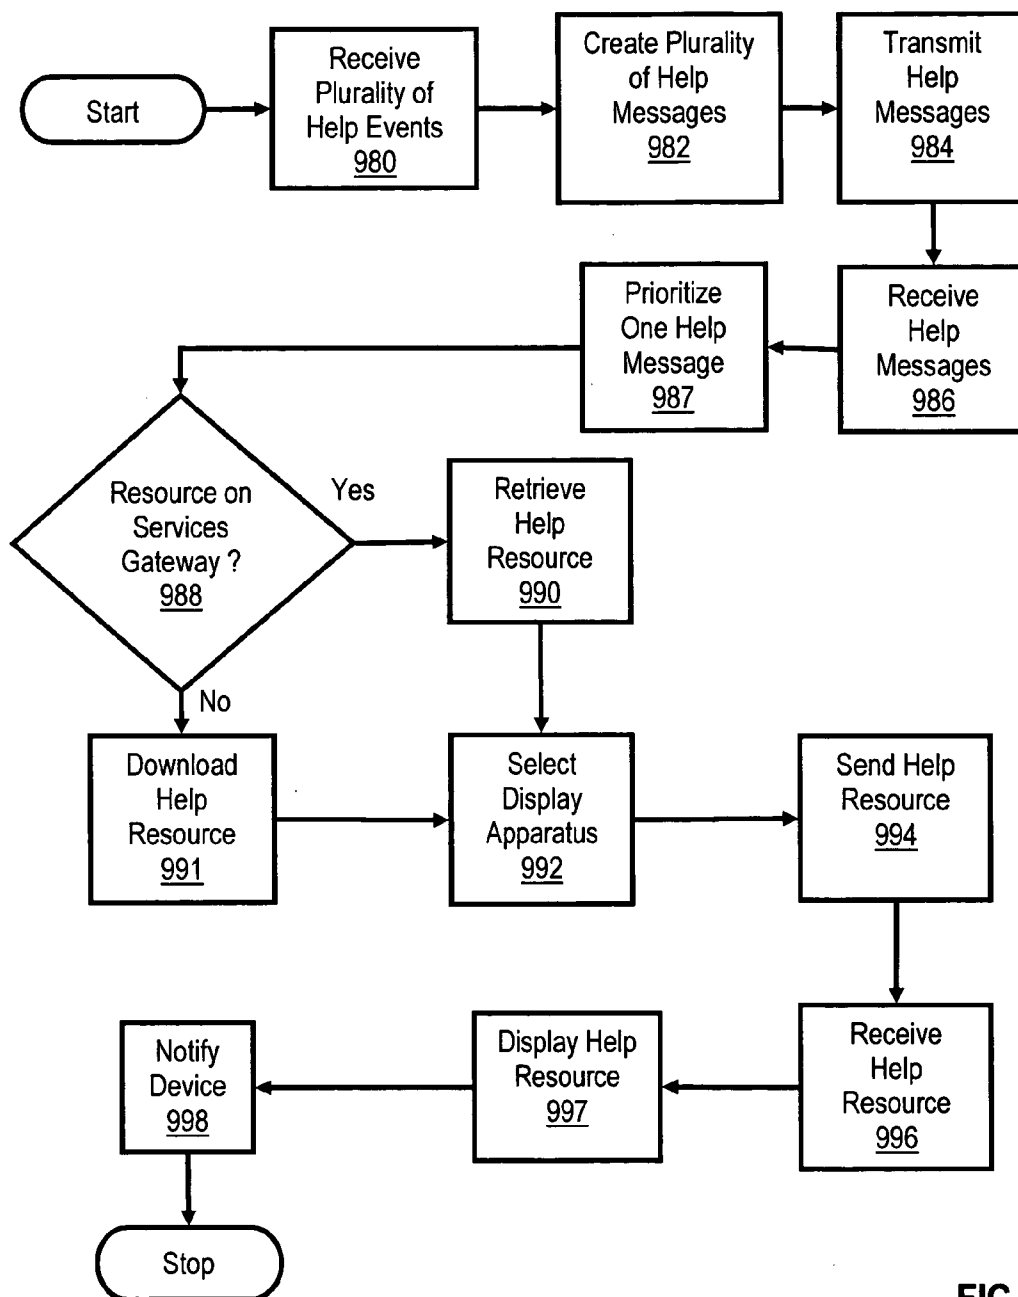 Start
Receive
Plurality of
Help Events
980
Create Plurality
of Help
Messages
982
Transmit
Help
Messages
984
Prioritize
One Help
Message
987
Receive
Help
Messages
986
Resource on
Services
Gateway ?
988
Yes
No
Retrieve
Help
Resource
990
Download
Help
Resource
991
Select
Display
Apparatus
992
Send Help
Resource
994
Notify
Device
998
Display Help
Resource
997
Receive
Help
Resource
996
Stop
FIG